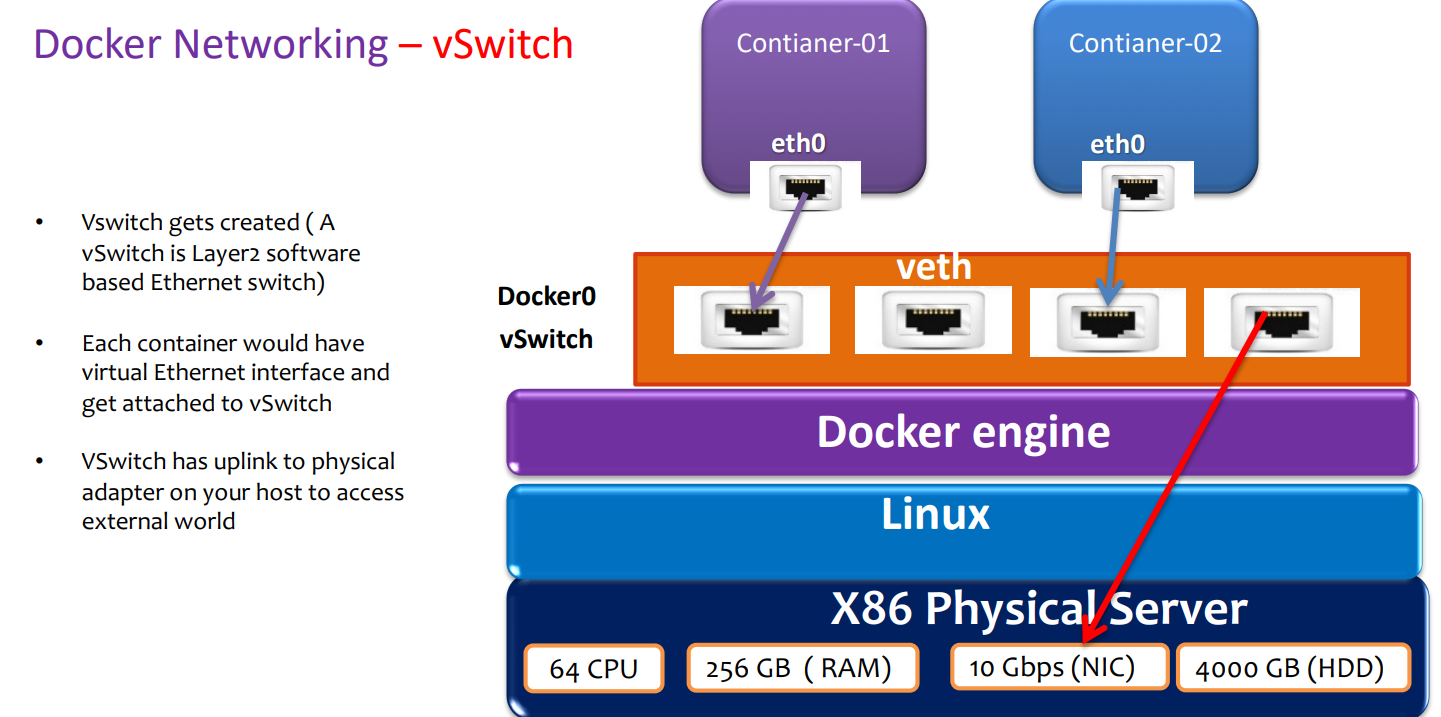 Docker Networking – vSwitch
• Vswitch gets created ( A
vSwitch is Layer2 software
based Ethernet switch)
• Each container would have
virtual Ethernet interface and
get attached to vSwitch
• VSwitch has uplink to physical
adapter on your host to access
external world
Contianer-01
Contianer-02
eth0
eth0
veth
Docker0
vSwitch
Docker engine
Linux
X86 Physical Server
64 CPU
256 GB ( RAM)
10 Gbps (NIC)
4000 GB (HDD)